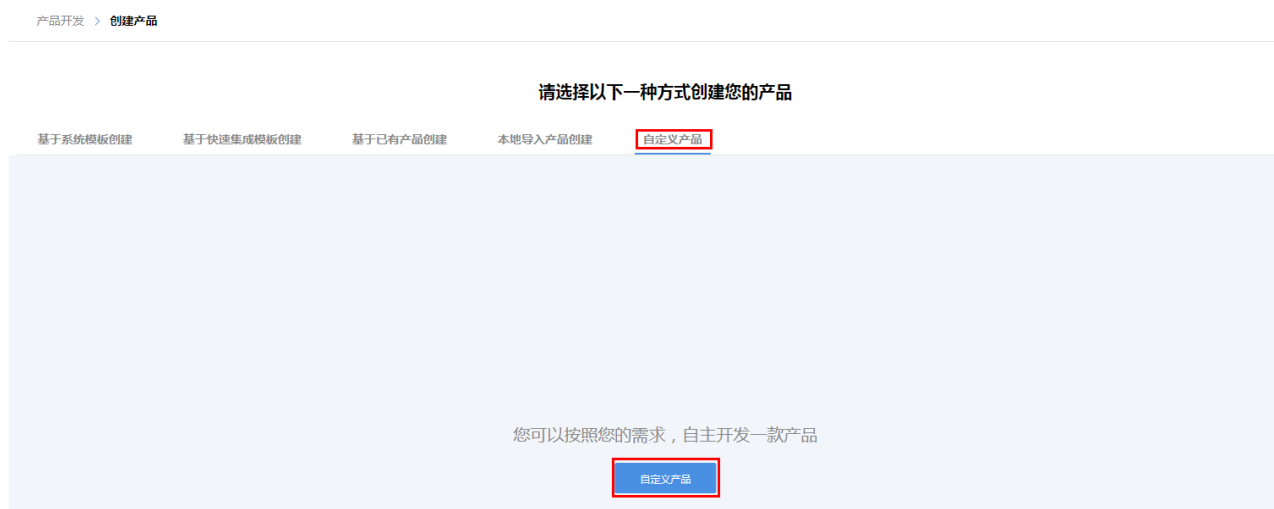 产品开发 > 创建产品
请选择以下一种方式创建您的产品
基于系统模板创建 基于快速集成模板创建 基于已有产品创建 本地导入产品创建 自定义产品
您可以按照您的需求，自主开发一款产品
自定义产品